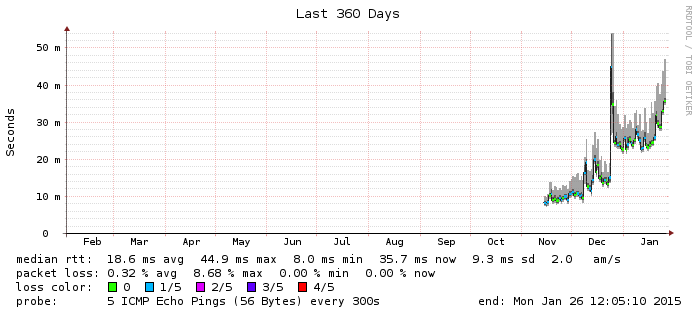 Last 360 Days
RRDTOOL / TOBI OETIKER
Seconds
50 m
40 m
30 m
20 m
10 m
0
Feb Mar Apr May Jun Jul Aug Sep Oct Nov Dec Jan
median rtt: 18.6 ms avg 44.9 ms max 8.0 ms min 35.7 ms now 9.3 ms sd 2.0 am/s
packet loss: 0.32 % avg 8.68 % max 0.00 % min 0.00 % now
loss color: 0 1/5 2/5 3/5 4/5
probe: 5 ICMP Echo Pings (56 Bytes) every 300s end: Mon Jan 26 12:05:10 2015